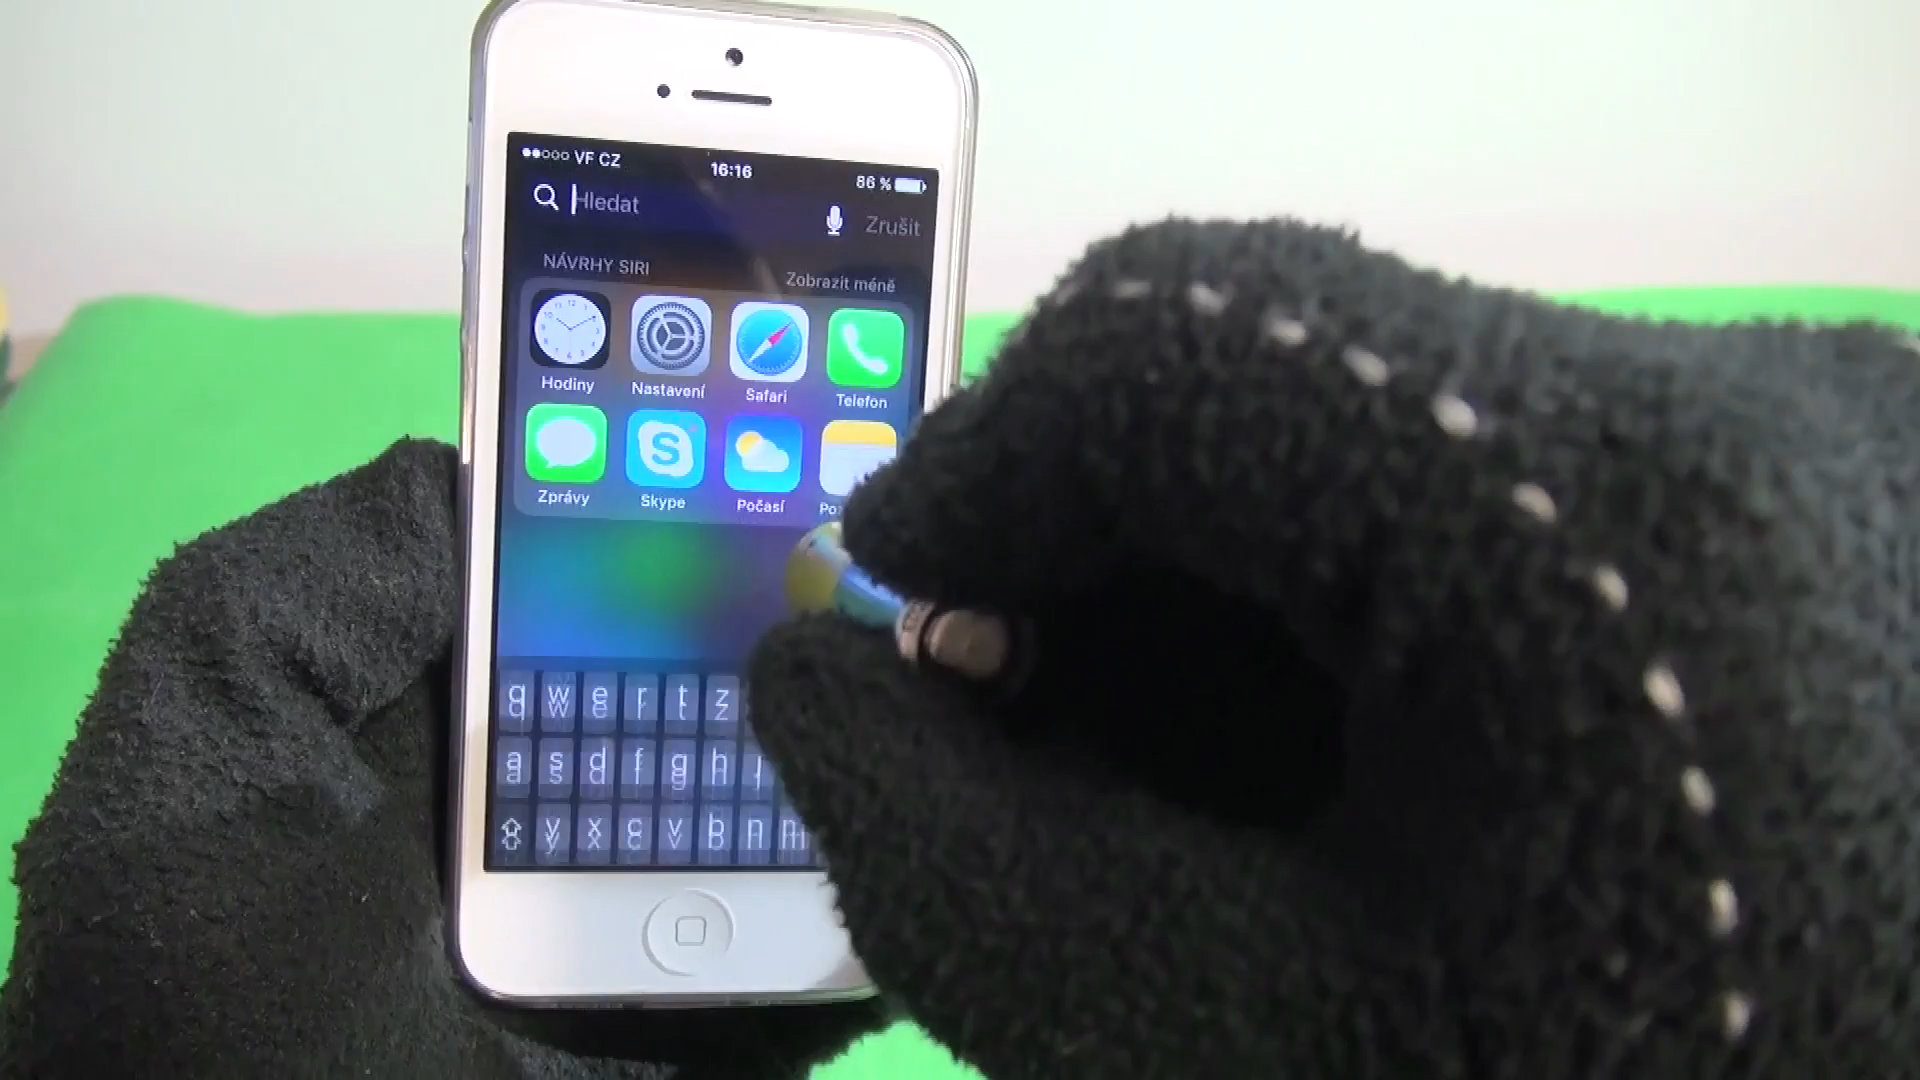 VF CZ 16:16 86 %
Hledat Zrušit
NÁVRHY SIRI Zobrazit méně
Hodiny Nastavení Safari Telefon
Zprávy Skype Počasí
q w e r t z
a s d f g h j
y x c v b n m